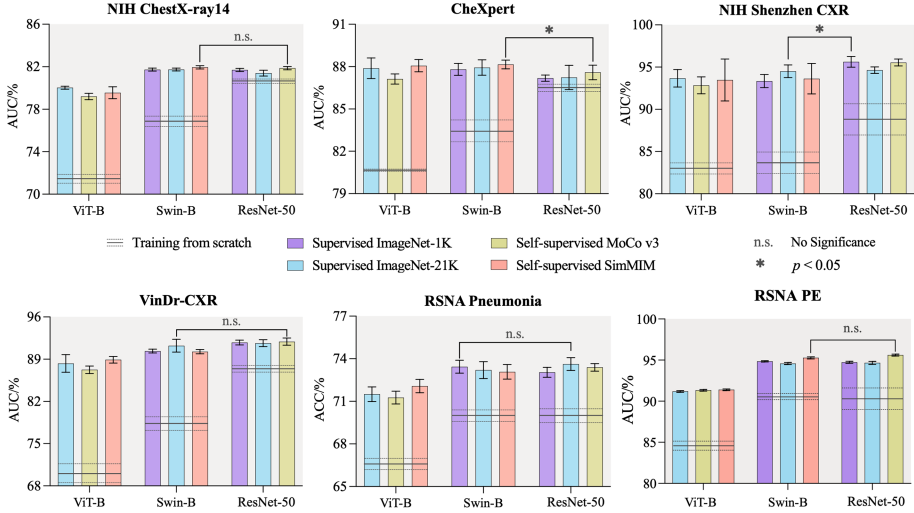 NIH ChestX-ray14
AUC/%
86
82
78
74
70
n.s.
ViT-B
Swin-B
ResNet-50
CheXpert
AUC/%
91
88
85
82
79
*
ViT-B
Swin-B
ResNet-50
NIH Shenzhen CXR
AUC/%
100
95
90
85
80
*
ViT-B
Swin-B
ResNet-50
Training from scratch
Supervised ImageNet-1K
Self-supervised MoCo v3
n.s. No Significance
Supervised ImageNet-21K
Self-supervised SimMIM
* p < 0.05
VinDr-CXR
AUC/%
96
89
82
75
68
n.s.
ViT-B
Swin-B
ResNet-50
RSNA Pneumonia
ACC/%
77
74
71
68
65
n.s.
ViT-B
Swin-B
ResNet-50
RSNA PE
AUC/%
100
95
90
85
80
n.s.
ViT-B
Swin-B
ResNet-50